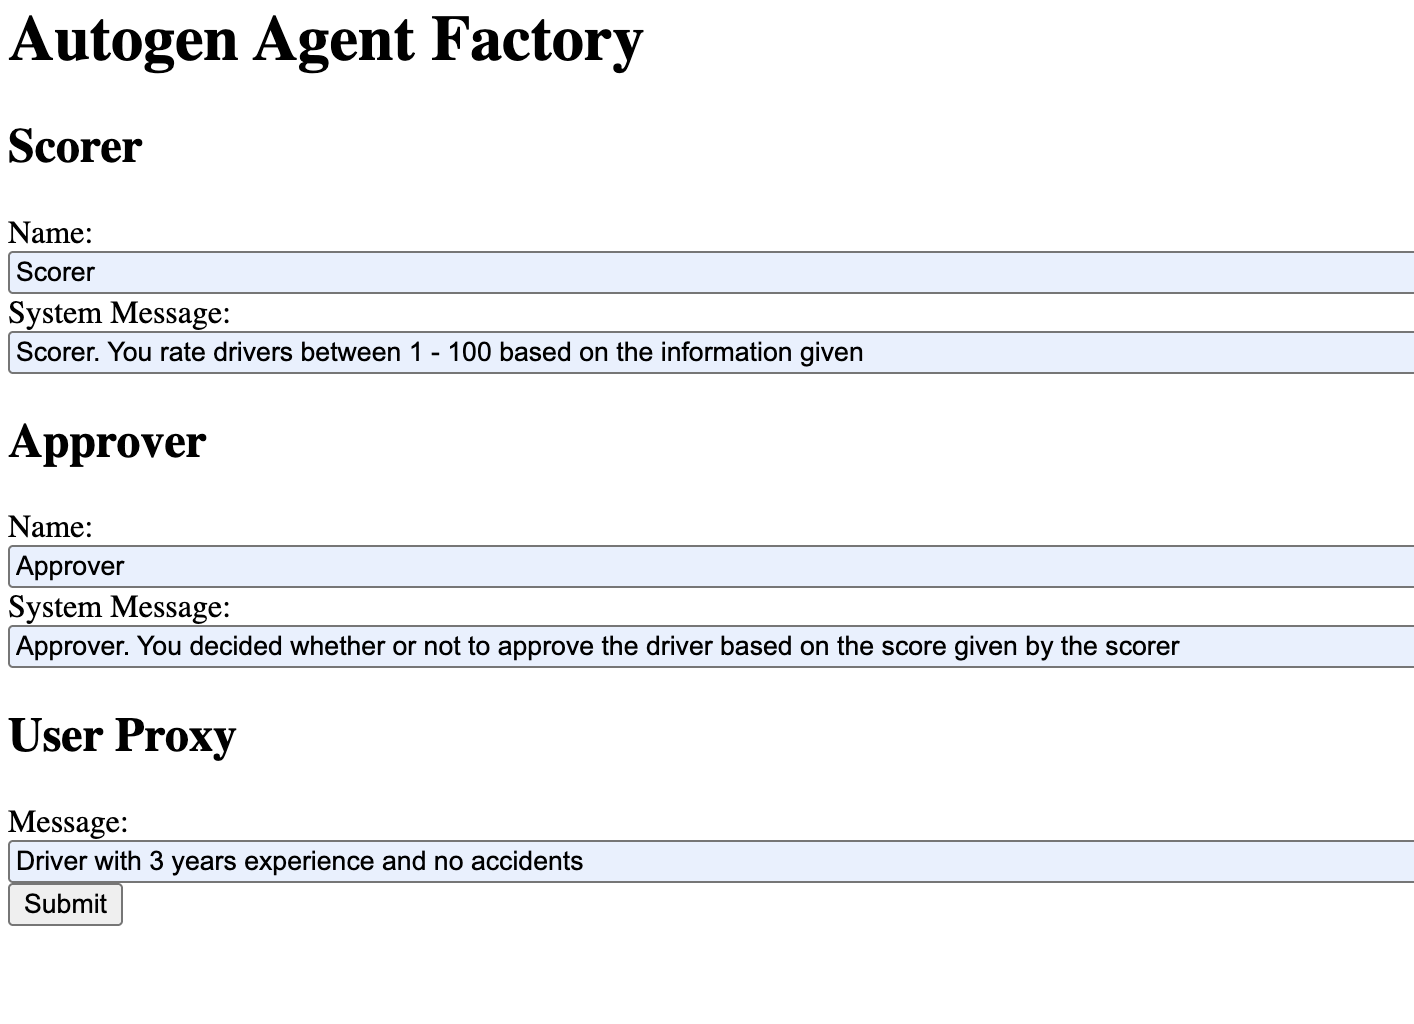 Autogen Agent Factory
Scorer
Name:
Scorer
System Message:
Scorer. You rate drivers between 1 - 100 based on the information given
Approver
Name:
Approver
System Message:
Approver. You decided whether or not to approve the driver based on the score given by the scorer
User Proxy
Message:
Driver with 3 years experience and no accidents
Submit